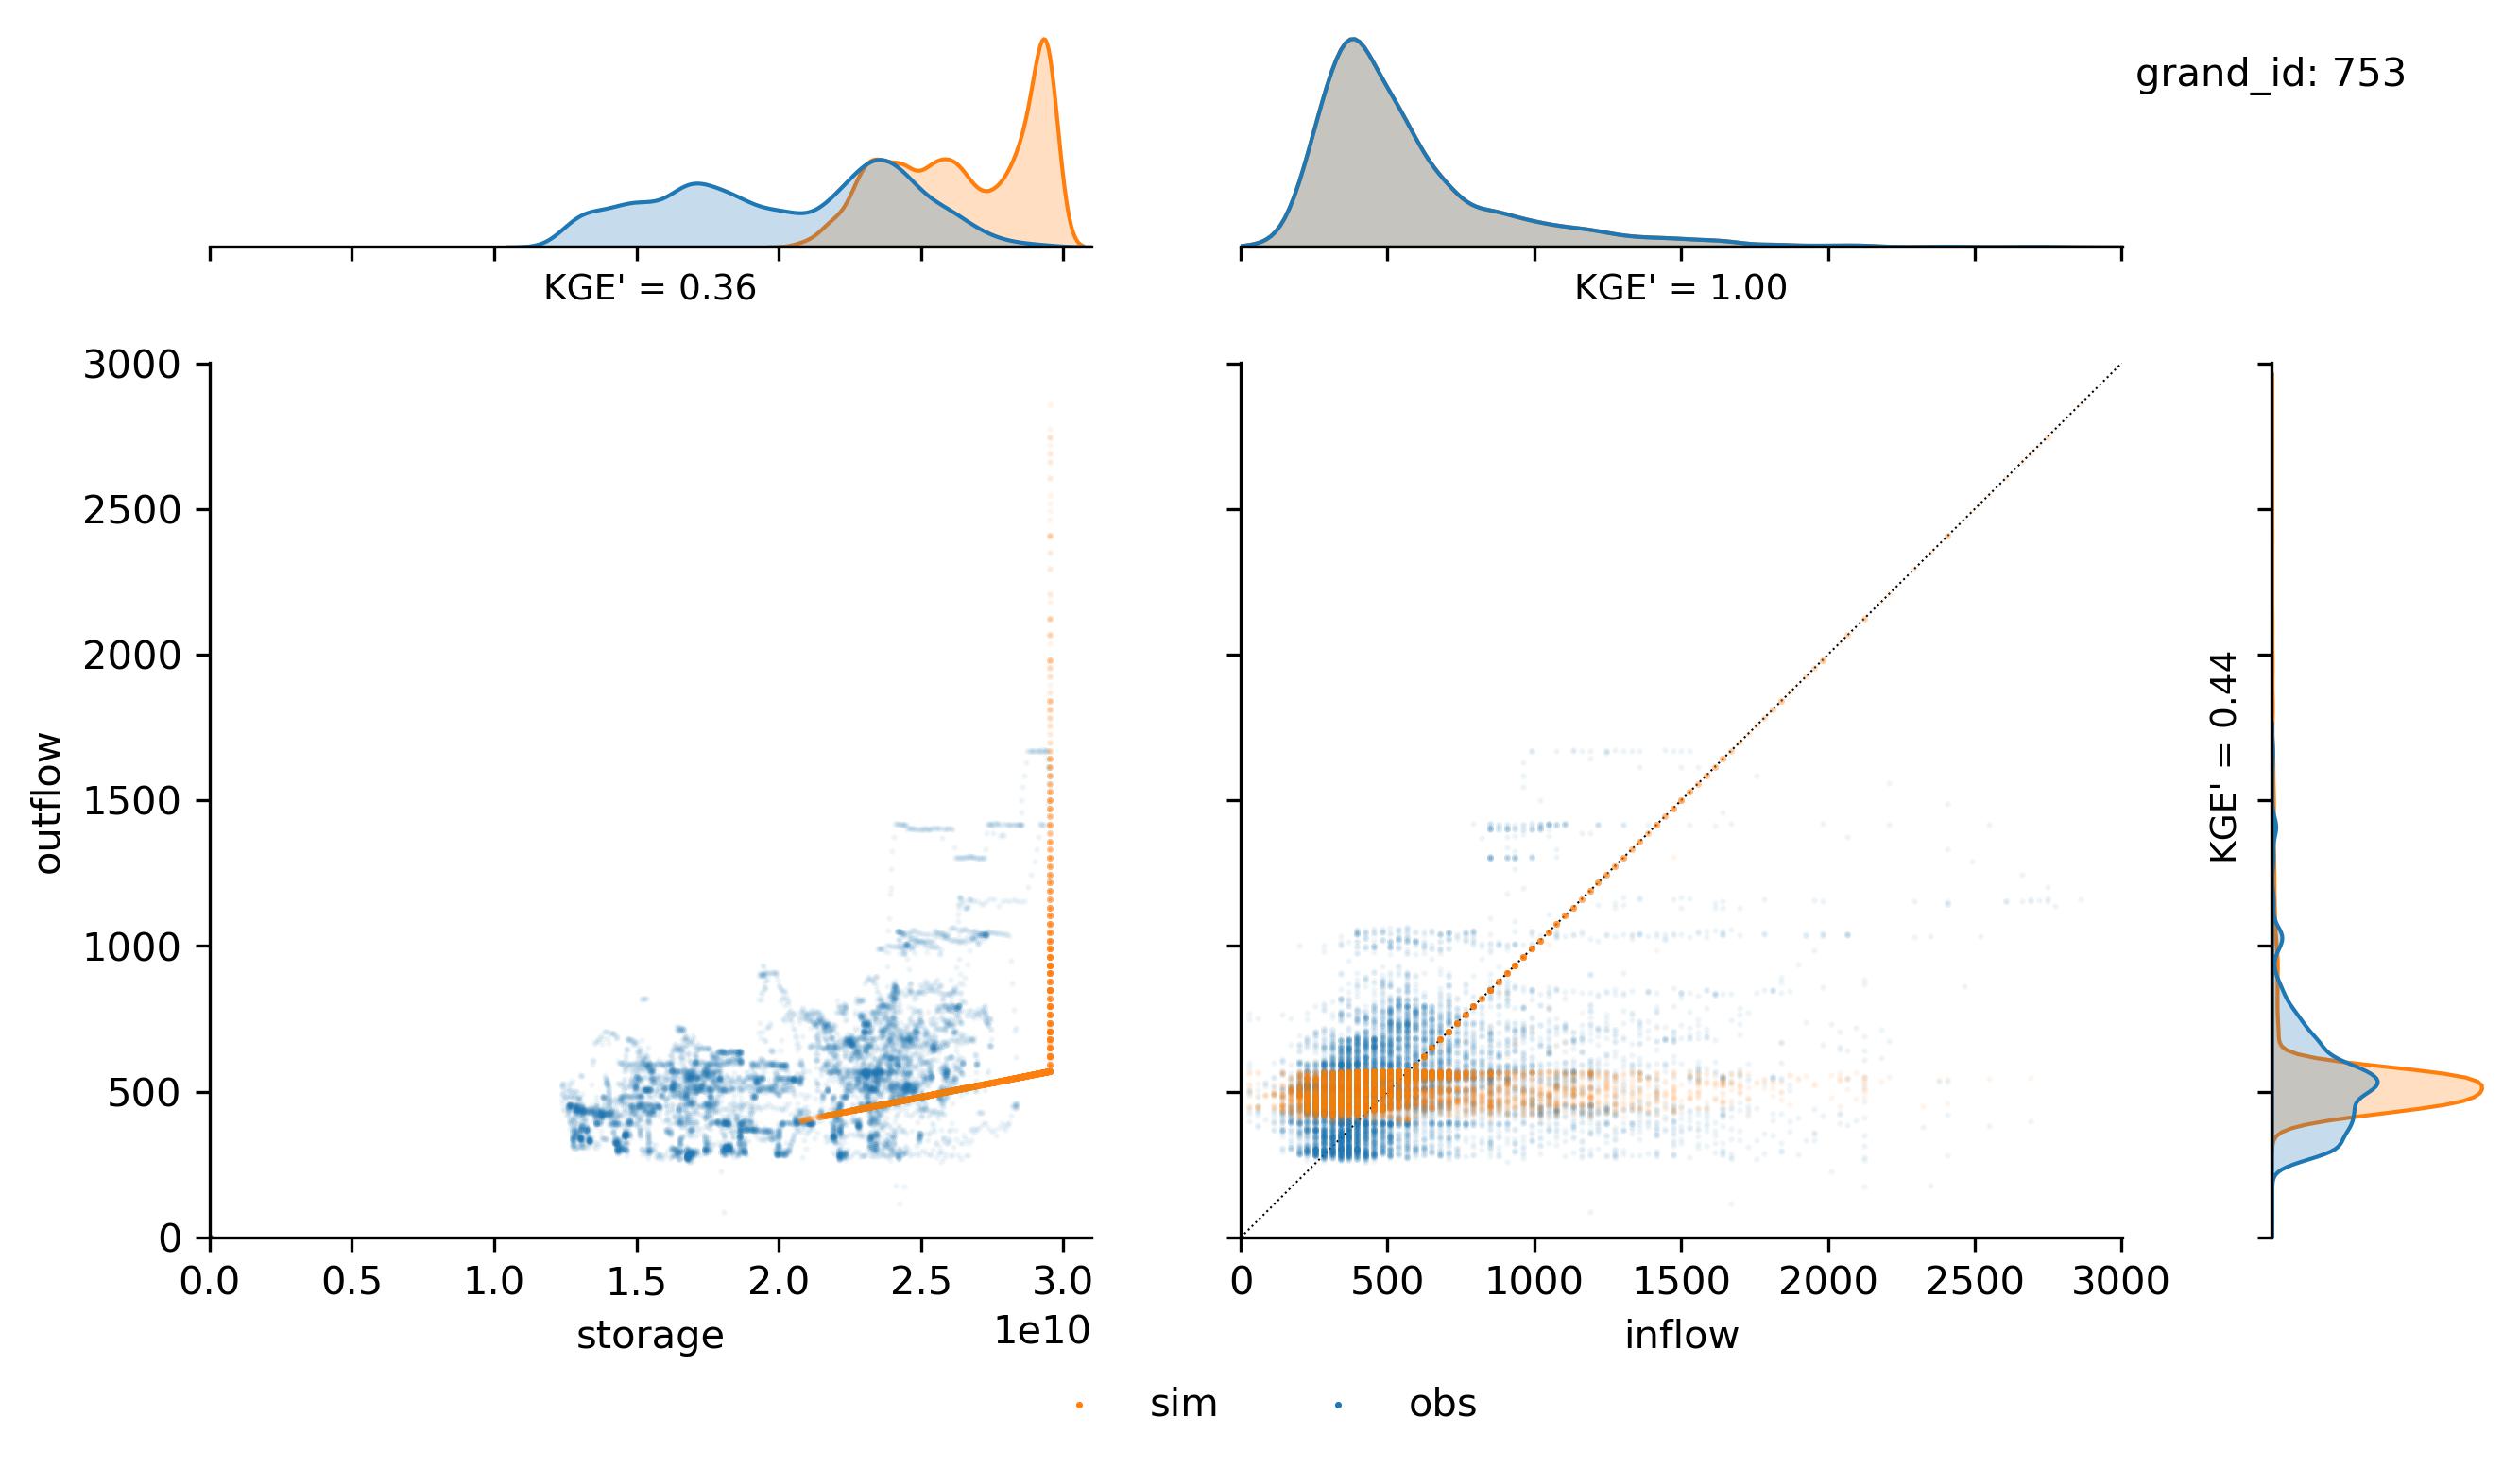 grand_id: 753
KGE' = 0.36
KGE' = 1.00
3000
2500
2000
1500
1000
500
0
outflow
KGE' = 0.44
0.0 0.5 1.0 1.5 2.0 2.5 3.0
1e10
storage
0 500 1000 1500 2000 2500 3000
inflow
sim obs